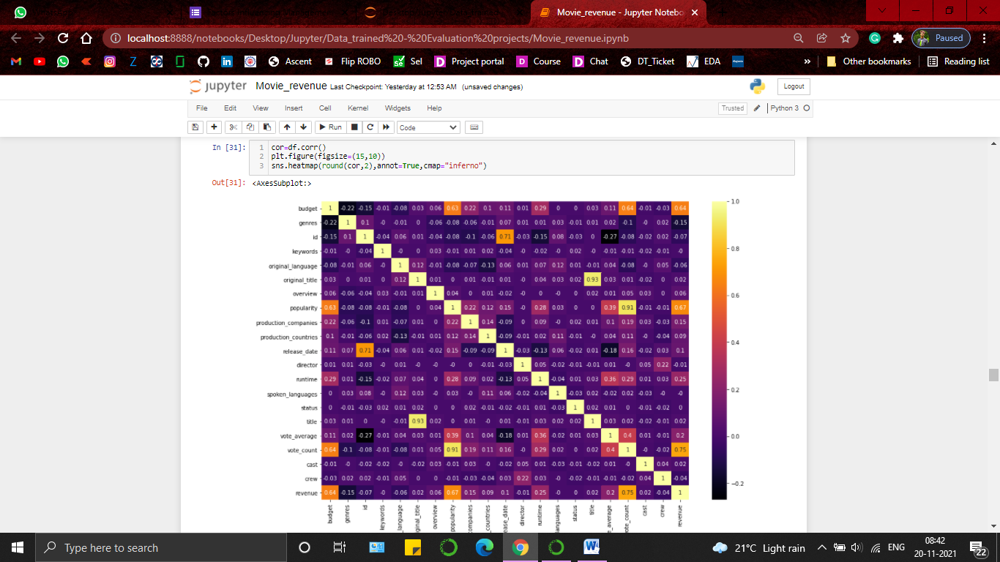 Movie_revenue - Jupyter Notebo
localhost:8888/notebooks/Desktop/Jupyter/Data_trained%20-%20Evaluation%20projects/Movie_revenue.ipynb
Paused
Ascent Flip ROBO Sel Project portal Course Chat DT_Ticket EDA » Other bookmarks Reading list
jupyter Movie_revenue Last Checkpoint: Yesterday at 12:53 AM (unsaved changes) Logout
File Edit View Insert Cell Kernel Widgets Help Trusted Python 3
Run Code
In [31]: 1 cor=df.corr()
2 plt.figure(figsize=(15,10))
3 sns.heatmap(round(cor,2),annot=True,cmap="inferno")
Out[31]: <AxesSubplot:>
budget 1 -0.22 -0.15 -0.01 -0.08 0.03 0.06 0.63 0.22 0.1 0.11 0.01 0.29 0 0 0.03 0.11 0.64 -0.01 -0.03 0.64
genres -0.22 1 0.1 -0 -0.01 0 -0.06 -0.08 -0.06 -0.01 0.07 0.01 0.01 0.03 -0.01 0.01 0.02 -0.1 -0 0.02 -0.15
id -0.15 0.1 1 -0.04 0.06 0.01 -0.04 -0.08 -0.1 -0.06 0.71 -0.03 -0.15 0.08 -0.03 0 -0.27 -0.08 -0.02 0.02 -0.07
keywords -0.01 -0 -0.04 1 -0 0 0.03 -0.01 0.01 0.02 -0.04 -0 -0.02 -0 0.02 -0 -0.01 -0.01 -0.02 -0.01 -0
original_language -0.08 -0.01 0.06 -0 1 0.12 -0.01 -0.08 -0.07 -0.13 0.06 0.01 0.07 0.12 0.01 -0.01 0.04 -0.08 -0 0.05 -0.06
original_title 0.03 0 0.01 0 0.12 1 0.01 0 0.01 -0.01 0.01 -0 0.04 0.03 0.02 0.93 0.03 0.01 -0.02 0 0.02
overview 0.06 -0.06 -0.04 0.03 -0.01 0.01 1 0.04 0 0.01 -0.02 -0 0 -0 0 0.02 0.01 0.05 0.03 0 0.06
popularity 0.63 -0.08 -0.08 -0.01 -0.08 0 0.04 1 0.22 0.12 0.15 -0 0.28 0.03 0 0 0.39 0.91 -0.01 -0.01 0.67
production_companies 0.22 -0.06 -0.1 0.01 -0.07 0.01 0 0.22 1 0.14 -0.09 0 0.09 -0 0.02 0.01 0.1 0.19 0.03 -0.03 0.15
production_countries 0.1 -0.01 -0.06 0.02 -0.13 -0.01 0.01 0.12 0.14 1 -0.09 -0.01 0.02 0.11 -0.01 -0 0.04 0.11 -0 -0.04 0.09
release_date 0.11 0.07 0.71 -0.04 0.06 0.01 -0.02 0.15 -0.09 -0.09 1 -0.03 -0.13 0.06 -0.02 0.01 -0.18 0.16 -0.02 0.03 0.1
director 0.01 0.01 -0.03 -0 0.01 -0 -0 -0 0 -0.01 -0.03 1 0.05 -0.02 -0.01 -0.01 -0.01 -0 0.05 0.22 -0.01
runtime 0.29 0.01 -0.15 -0.02 0.07 0.04 0 0.28 0.09 0.02 -0.13 0.05 1 -0.04 0.01 0.03 0.36 0.29 0.01 0.03 0.25
spoken_languages 0 0.03 0.08 -0 0.12 0.03 -0 0.03 -0 0.11 0.06 -0.02 -0.04 1 -0.03 0.02 -0.02 0.02 -0.03 -0 -0
status 0 -0.01 -0.03 0.02 0.01 0.02 0 0 0.02 -0.01 -0.02 -0.01 0.01 -0.03 1 0.02 0.01 0 -0.01 -0.02 0
title 0.03 0.01 0 -0 -0.01 0.93 0.02 0 0.01 -0 0.01 -0.01 0.03 0.02 0.02 1 0.03 0.02 -0.02 -0.01 0.02
vote_average 0.11 0.02 -0.27 -0.01 0.04 0.03 0.01 0.39 0.1 0.04 -0.18 -0.01 0.36 -0.02 0.01 0.03 1 0.4 0.01 -0.01 0.2
vote_count 0.64 -0.1 -0.08 -0.01 -0.08 0.01 0.05 0.91 0.19 0.11 0.16 -0 0.29 0.02 0 0.02 0.4 1 -0 -0.02 0.75
cast -0.01 -0 -0.02 -0.02 -0 -0.02 0.03 -0.01 0.03 -0 -0.02 0.05 0.01 -0.03 -0.01 -0.02 0.01 -0 1 0.04 0.02
crew -0.03 0.02 0.02 -0.01 0.05 0 0 -0.01 -0.03 -0.04 0.03 0.22 0.03 -0 -0.02 -0.01 -0.01 -0.02 0.04 1 -0.04
revenue 0.64 -0.15 -0.07 -0 -0.06 0.02 0.06 0.67 0.15 0.09 0.1 -0.01 0.25 -0 0 0.02 0.2 0.75 0.02 -0.04 1
budget genres id keywords _language ginal_title overview popularity companies _countries ease_date director runtime languages status title e_average ote_count cast crew revenue
1.0
0.8
0.6
0.4
0.2
0.0
-0.2
Type here to search
21°C Light rain ENG 08:42
20-11-2021 22